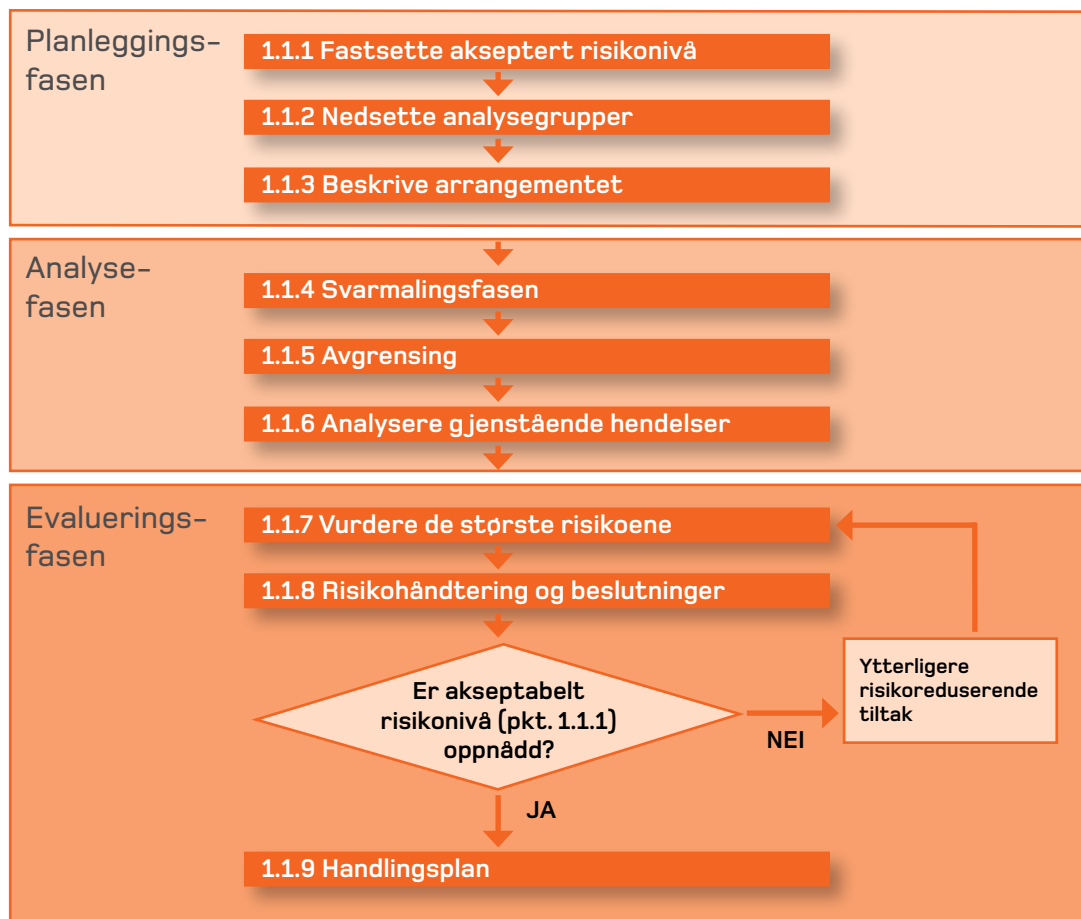 Planleggings-
fasen
1.1.1 Fastsette akseptert risikonivå
1.1.2 Nedsette analysegrupper
1.1.3 Beskrive arrangementet
Analyse-
fasen
1.1.4 Svarmalingsfasen
1.1.5 Avgrensing
1.1.6 Analysere gjenstående hendelser
Evaluerings-
fasen
1.1.7 Vurdere de største risikoene
1.1.8 Risikohåndtering og beslutninger
Er akseptabelt
risikonivå (pkt. 1.1.1)
oppnådd?
NEI
Ytterligere
risikoreduserende
tiltak
JA
1.1.9 Handlingsplan